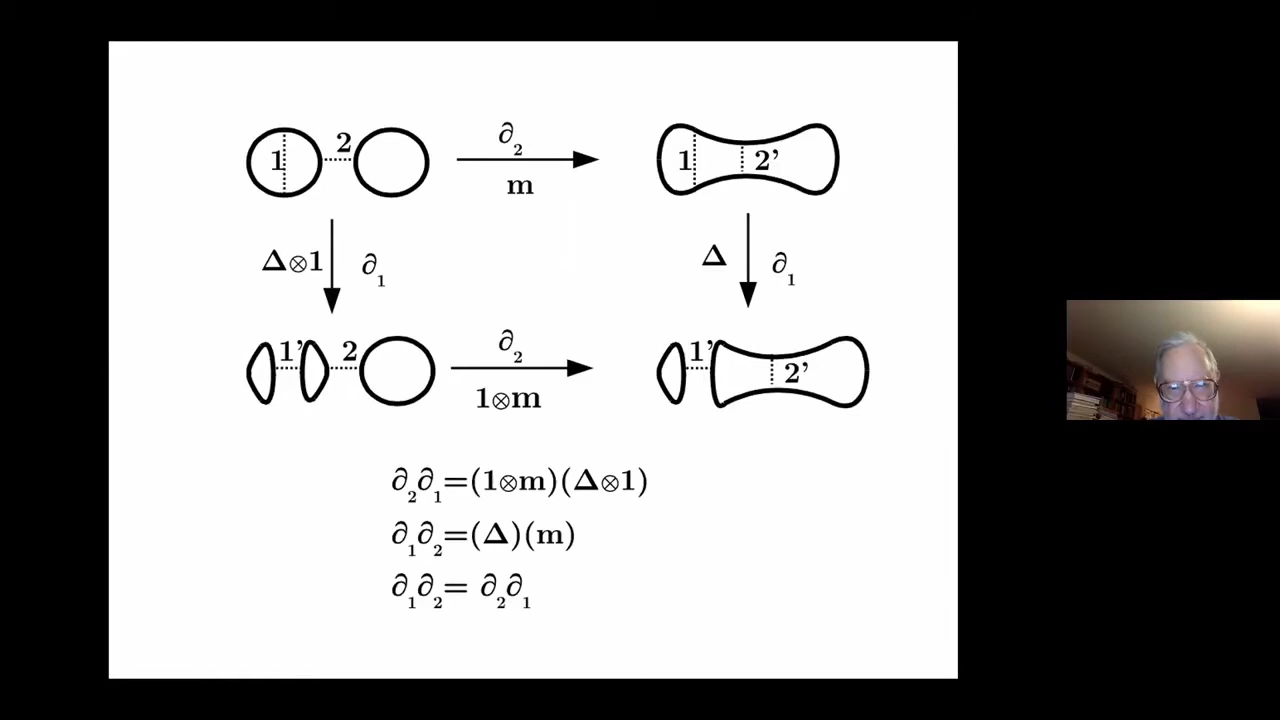 1 2 ∂₂ 1 2'
m
Δ⊗1 ∂₁ Δ ∂₁
1' 2 ∂₂ 1' 2'
1⊗m
∂₂∂₁=(1⊗m)(Δ⊗1)
∂₁∂₂=(Δ)(m)
∂₁∂₂= ∂₂∂₁